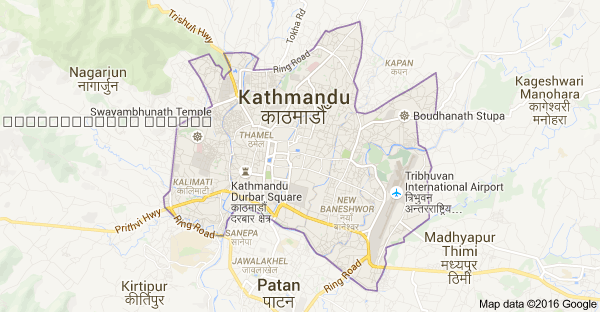 Trishuli Hwy
Tokha Rd
Ring Road
KAPAN
कपन
Nagarjun
नागार्जुन
Kathmandu
काठमाडौँ
Kageshwari
Manohara
कागेश्वरी
मनोहरा
Swayambhunath Temple
Boudhanath Stupa
THAMEL
ठमेल
KALIMATI
कालिमाटी
Kathmandu
Durbar Square
काठमाडौँ
दरबार क्षेत्र
Tribhuvan
International Airport
त्रिभुवन
अन्तर्राष्ट्रिय...
NEW
BANESHWOR
नयाँ
बानेश्वर
Prithvi Hwy
Ring Road
SANEPA
सानेपा
Madhyapur
Thimi
मध्यपुर
ठिमी
JAWALAKHEL
जावलाखेल
Ring Road
Kirtipur
कीर्तिपुर
Patan
पाटन
Map data ©2016 Google